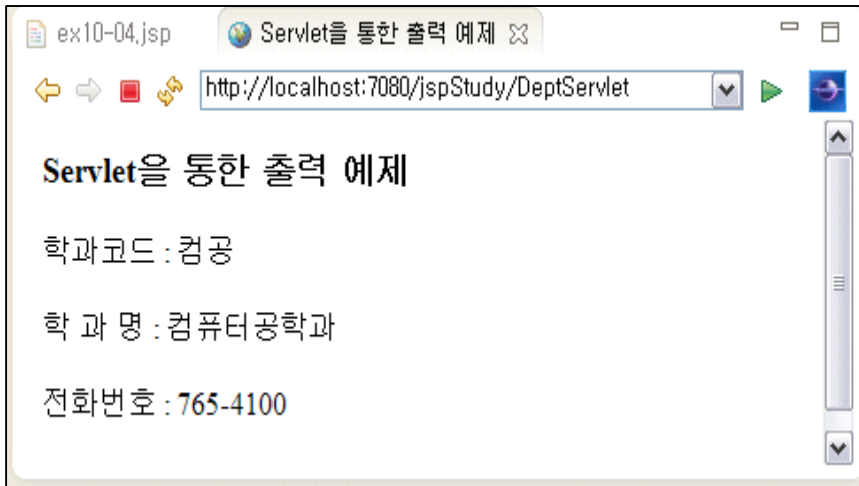 ex10-04.jsp
Servlet을 통한 출력 예제
http://localhost:7080/jspStudy/DeptServlet
Servlet을 통한 출력 예제
학과코드 : 컴공
학 과 명 : 컴퓨터공학과
전화번호 : 765-4100